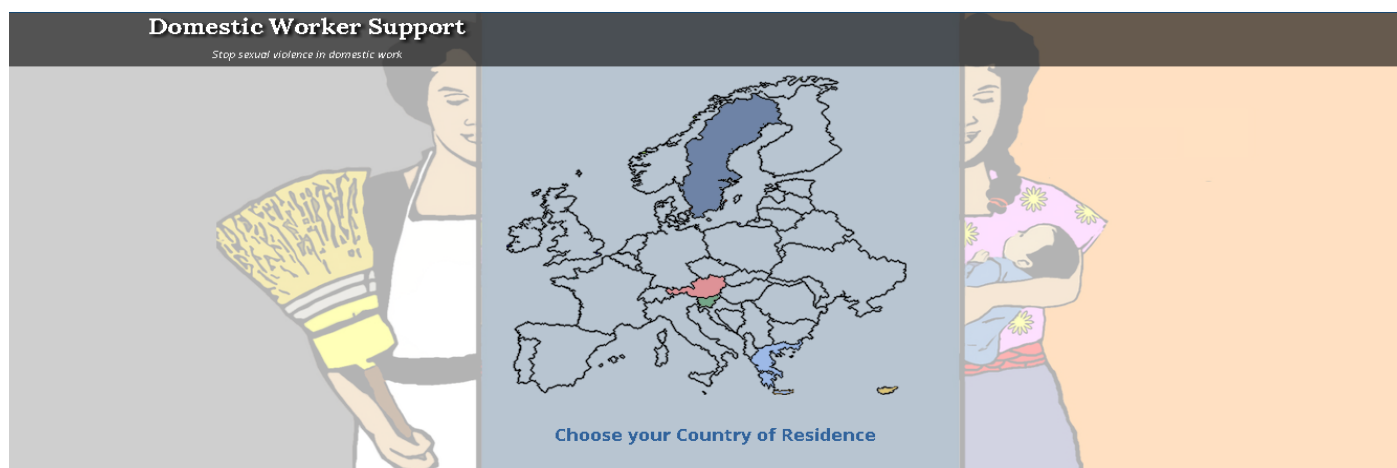 Domestic Worker Support
Stop sexual violence in domestic work
Choose your Country of Residence